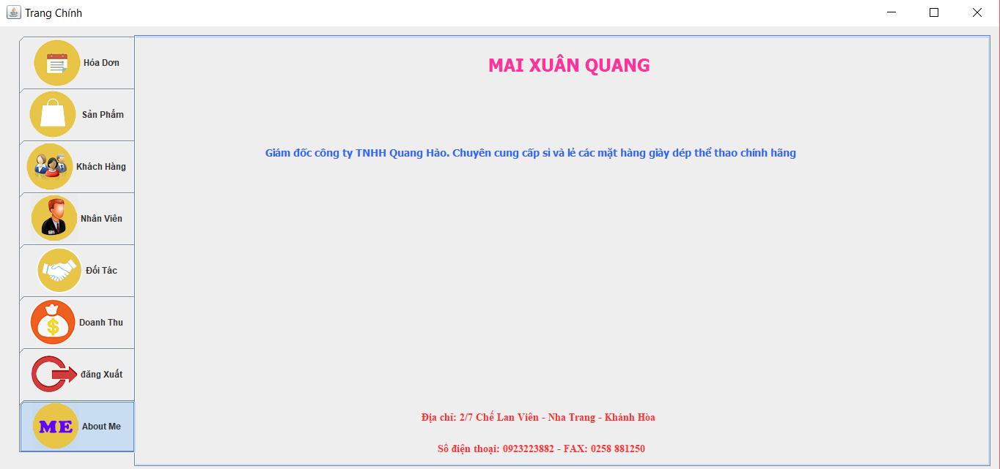 Trang Chính
Hóa Đơn
Sản Phẩm
Khách Hàng
Nhân Viên
Đối Tác
$
Doanh Thu
đăng Xuất
ME
About Me
MAI XUÂN QUANG
Giám đốc công ty TNHH Quang Hào. Chuyên cung cấp si và lẻ các mặt hàng giày dép thể thao chính hãng
Địa chỉ: 2/7 Chế Lan Viên - Nha Trang - Khánh Hòa
Số điện thoại: 0923223882 - FAX: 0258 881250